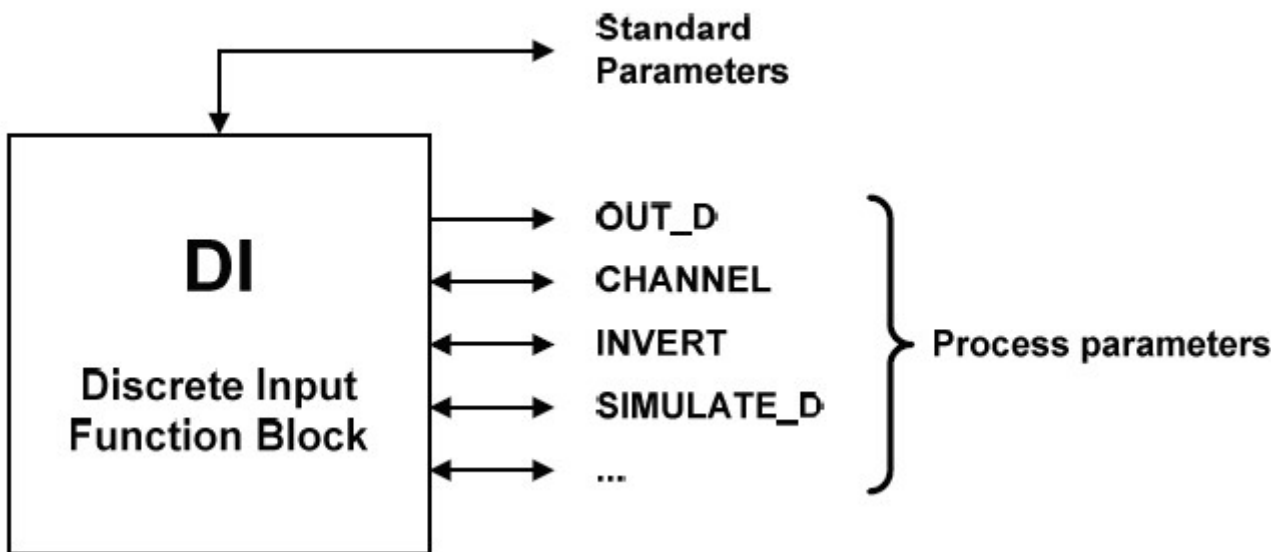 Standard
Parameters
DI
Discrete Input
Function Block
OUT_D
CHANNEL
INVERT
SIMULATE_D
...
Process parameters